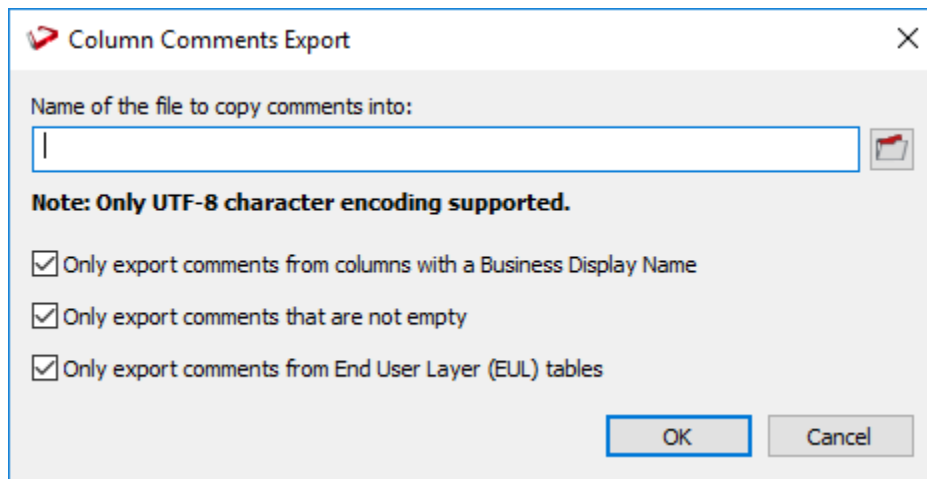 Column Comments Export
Name of the file to copy comments into:
Note: Only UTF-8 character encoding supported.
Only export comments from columns with a Business Display Name
Only export comments that are not empty
Only export comments from End User Layer (EUL) tables
OK Cancel